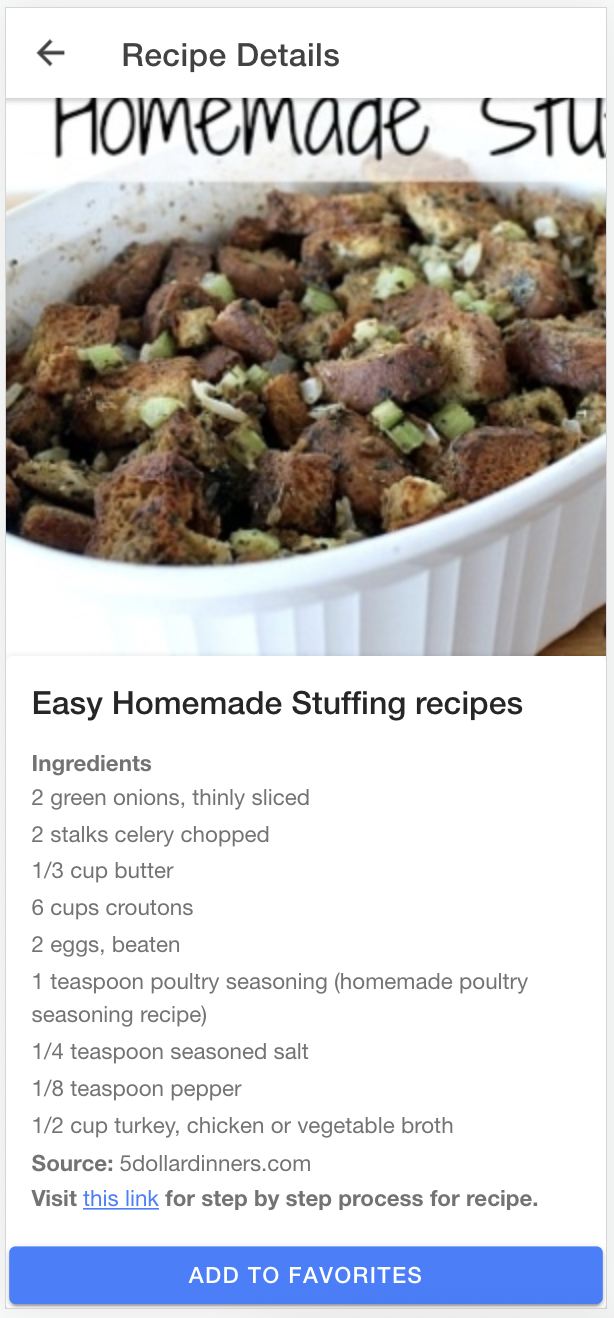 Recipe Details
Homemade Stu
Easy Homemade Stuffing recipes
Ingredients
2 green onions, thinly sliced
2 stalks celery chopped
1/3 cup butter
6 cups croutons
2 eggs, beaten
1 teaspoon poultry seasoning (homemade poultry
seasoning recipe)
1/4 teaspoon seasoned salt
1/8 teaspoon pepper
1/2 cup turkey, chicken or vegetable broth
Source: 5dollardinners.com
Visit this link for step by step process for recipe.
ADD TO FAVORITES